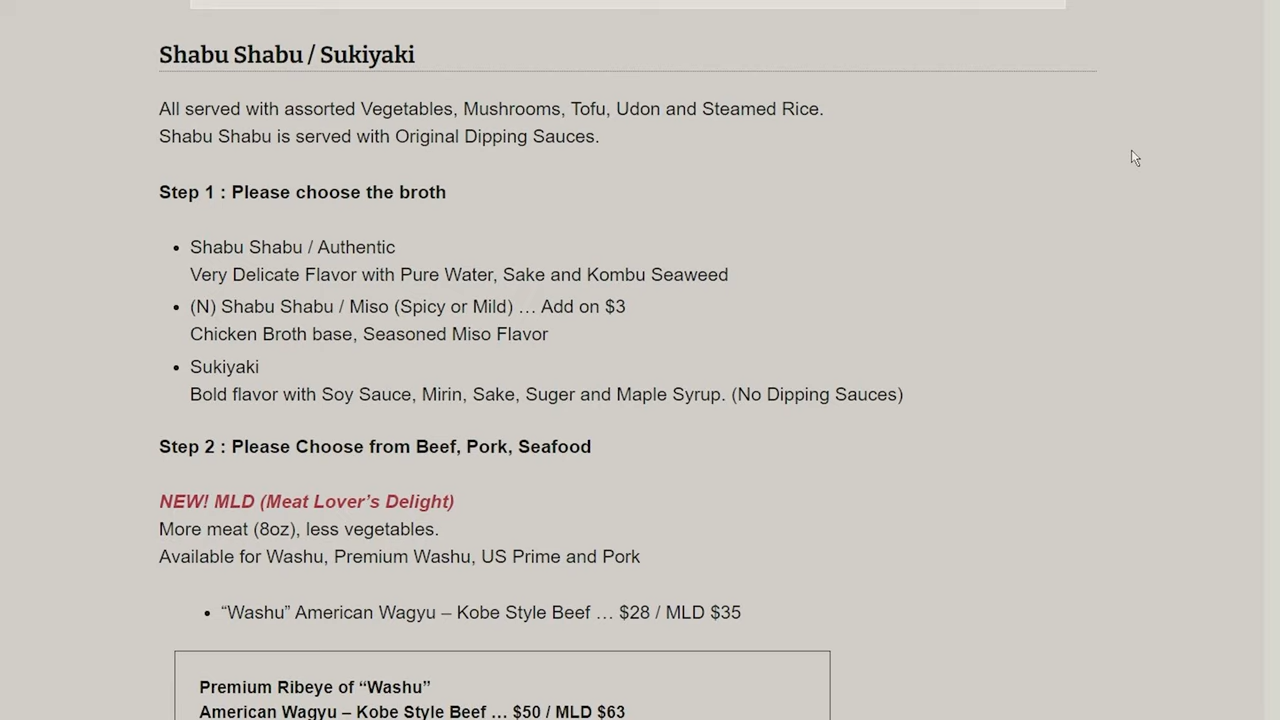 Shabu Shabu / Sukiyaki
All served with assorted Vegetables, Mushrooms, Tofu, Udon and Steamed Rice.
Shabu Shabu is served with Original Dipping Sauces.
Step 1 : Please choose the broth
• Shabu Shabu / Authentic
Very Delicate Flavor with Pure Water, Sake and Kombu Seaweed
• (N) Shabu Shabu / Miso (Spicy or Mild) … Add on $3
Chicken Broth base, Seasoned Miso Flavor
• Sukiyaki
Bold flavor with Soy Sauce, Mirin, Sake, Suger and Maple Syrup. (No Dipping Sauces)
Step 2 : Please Choose from Beef, Pork, Seafood
NEW! MLD (Meat Lover’s Delight)
More meat (8oz), less vegetables.
Available for Washu, Premium Washu, US Prime and Pork
• “Washu” American Wagyu – Kobe Style Beef … $28 / MLD $35
Premium Ribeye of “Washu”
American Wagyu – Kobe Style Beef … $50 / MLD $63